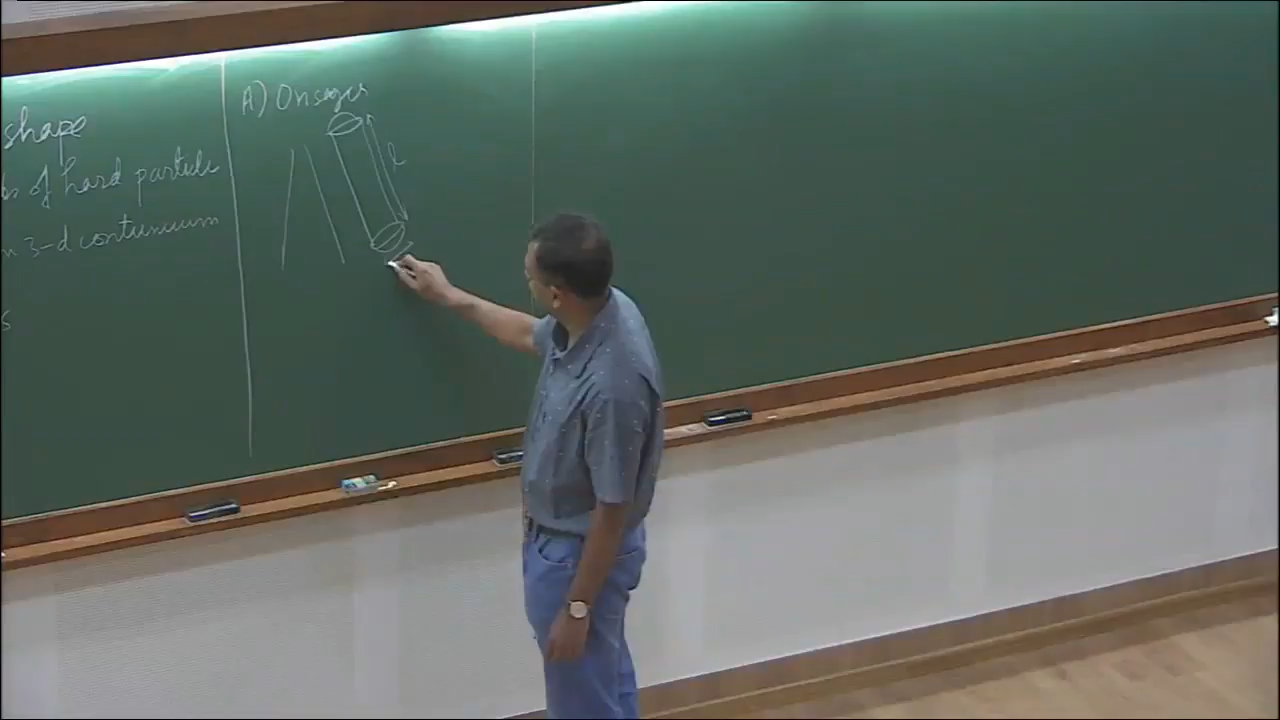 shape
of hard particle
3-d continuum
s
A) Onsager
l